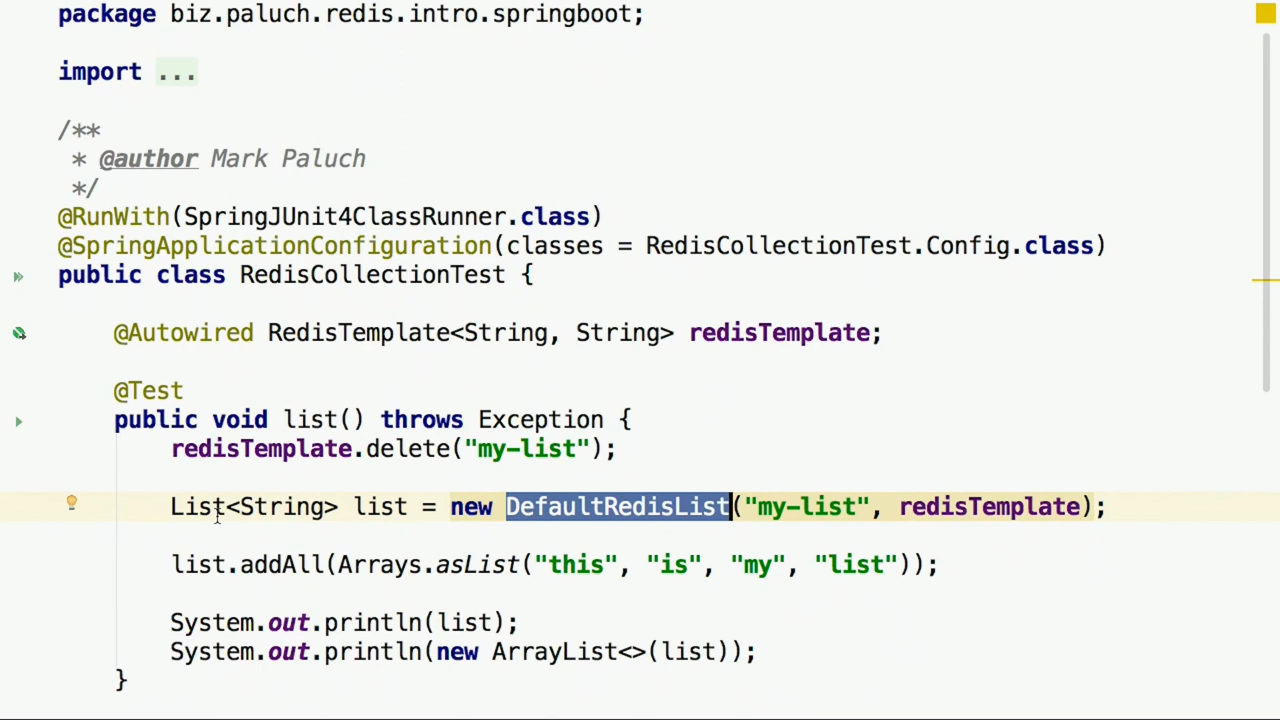 package biz.paluch.redis.intro.springboot;
import ...
/**
 * @author Mark Paluch
 */
@RunWith(SpringJUnit4ClassRunner.class)
@SpringApplicationConfiguration(classes = RedisCollectionTest.Config.class)
public class RedisCollectionTest {
    @Autowired RedisTemplate<String, String> redisTemplate;
    @Test
    public void list() throws Exception {
        redisTemplate.delete("my-list");
        List<String> list = new DefaultRedisList("my-list", redisTemplate);
        list.addAll(Arrays.asList("this", "is", "my", "list"));
        System.out.println(list);
        System.out.println(new ArrayList<>(list));
    }